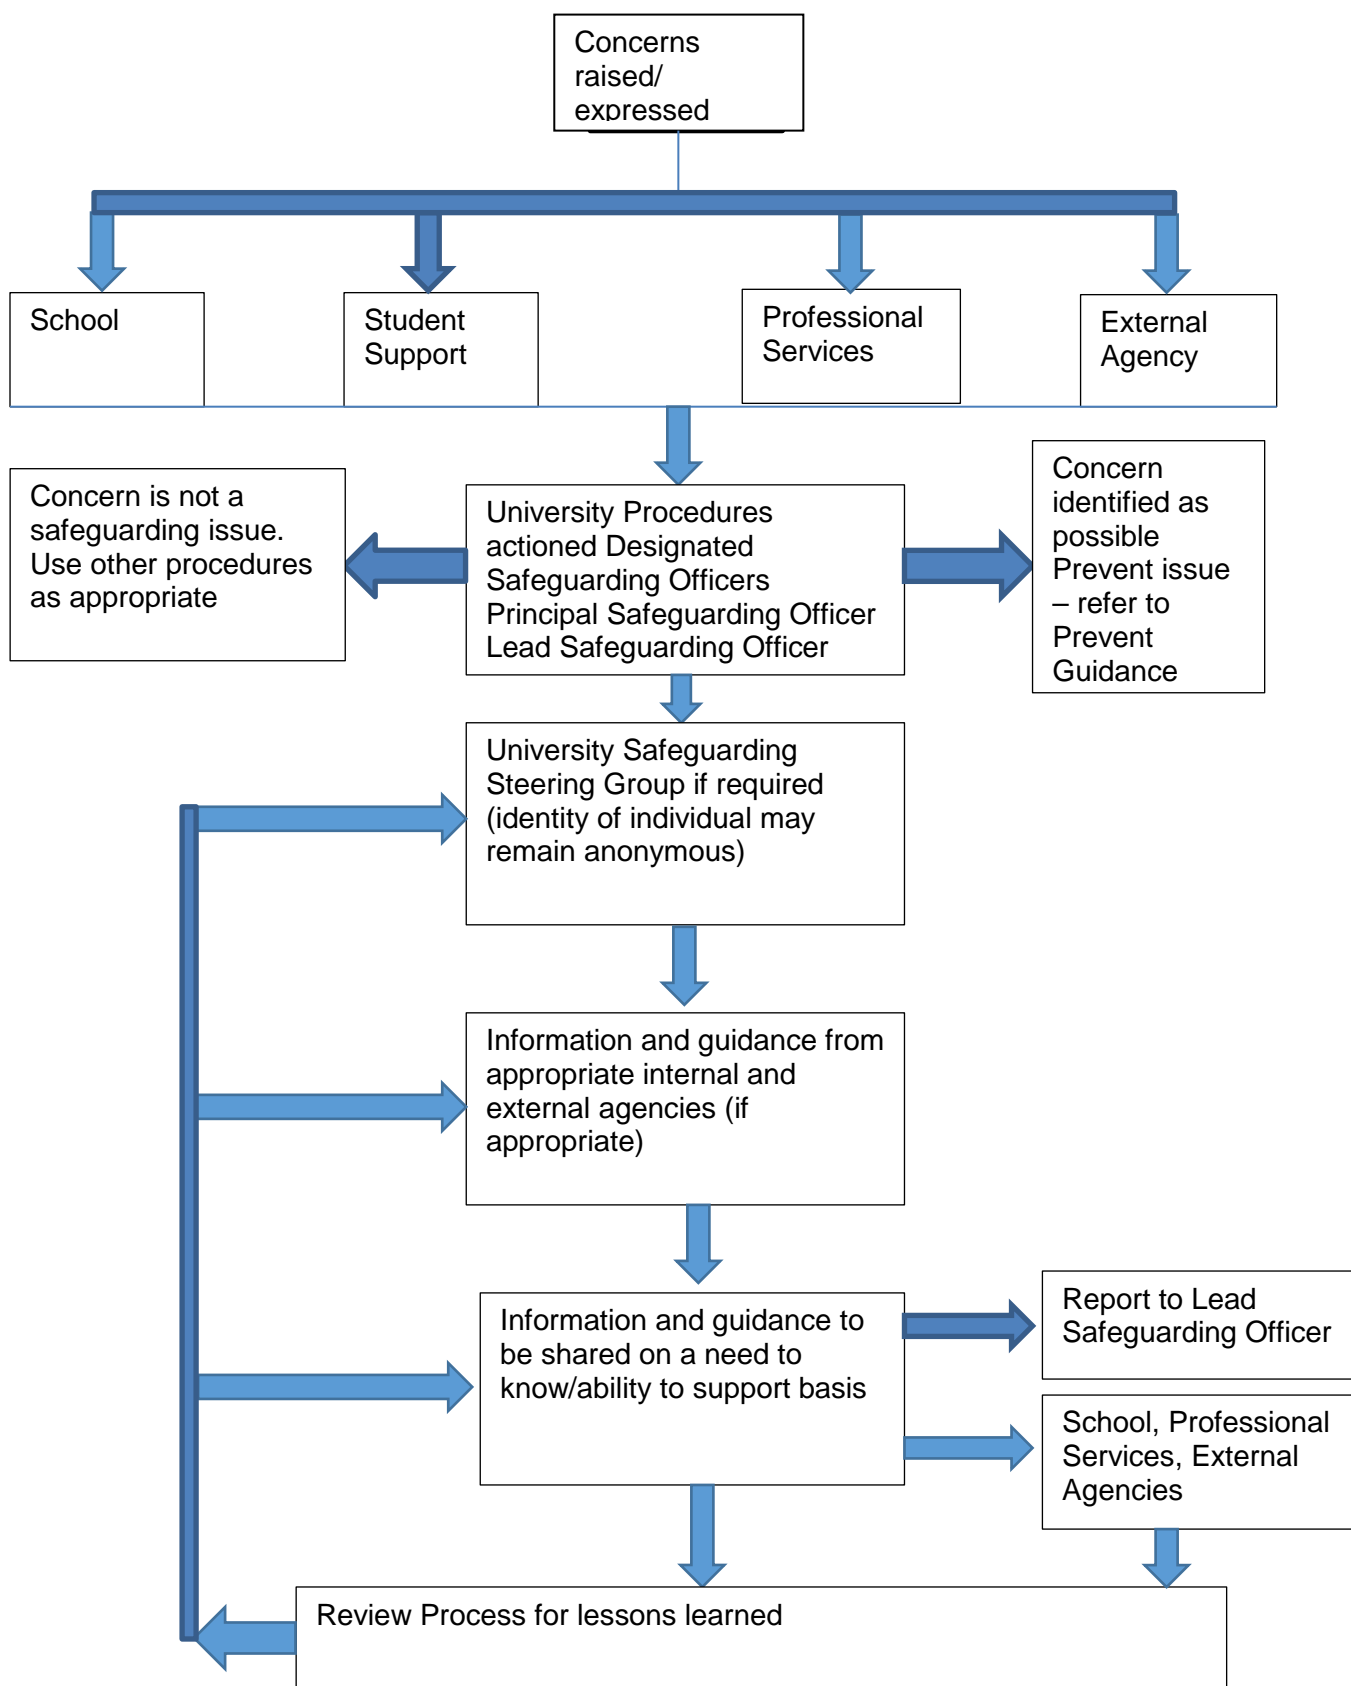 Concerns
raised/
expressed
School
Student
Support
Professional
Services
External
Agency
Concern is not a
safeguarding issue.
Use other procedures
as appropriate
University Procedures
actioned Designated
Safeguarding Officers
Principal Safeguarding Officer
Lead Safeguarding Officer
Concern
identified as
possible
Prevent issue
– refer to
Prevent
Guidance
University Safeguarding
Steering Group if required
(identity of individual may
remain anonymous)
Information and guidance from
appropriate internal and
external agencies (if
appropriate)
Information and guidance to
be shared on a need to
know/ability to support basis
Report to Lead
Safeguarding Officer
School, Professional
Services, External
Agencies
Review Process for lessons learned